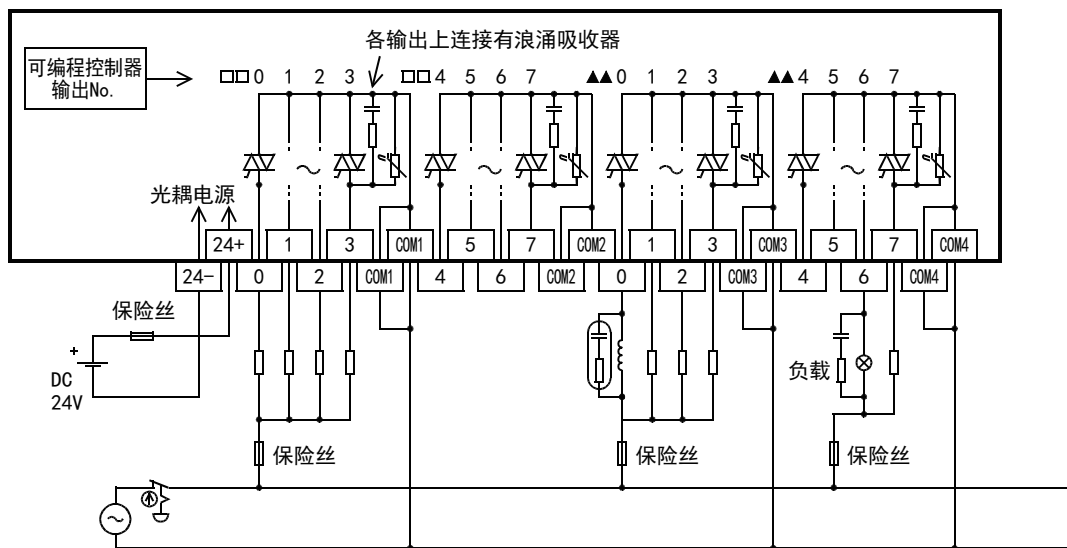 各输出上连接有浪涌吸收器
可编程控制器
输出No.
□□ 0 1 2 3 □□ 4 5 6 7 ▲▲ 0 1 2 3 ▲▲ 4 5 6 7
光耦电源
24+ 1 3 COM1 5 7 COM2 1 3 COM3 5 7 COM4
24- 0 2 COM1 4 6 COM2 0 2 COM3 4 6 COM4
保险丝
+
DC
24V
负载
保险丝 保险丝 保险丝